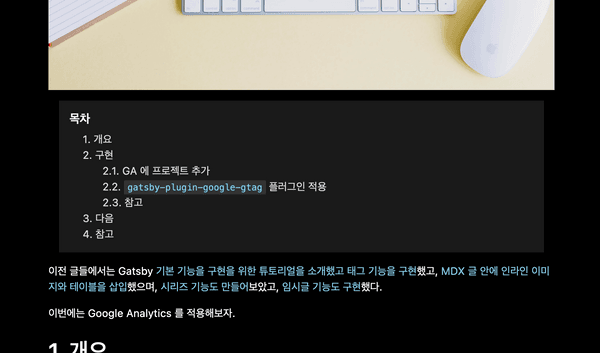 목차
1. 개요
2. 구현
2.1. GA 에 프로젝트 추가
2.2. gatsby-plugin-google-gtag 플러그인 적용
2.3. 참고
3. 다음
4. 참고
이전 글들에서는 Gatsby 기본 기능을 구현을 위한 튜토리얼을 소개했고 태그 기능을 구현했고, MDX 글 안에 인라인 이미
지와 테이블을 삽입했으며, 시리즈 기능도 만들어보았고, 임시글 기능도 구현했다.
이번에는 Google Analytics 를 적용해보자.
1. 개요